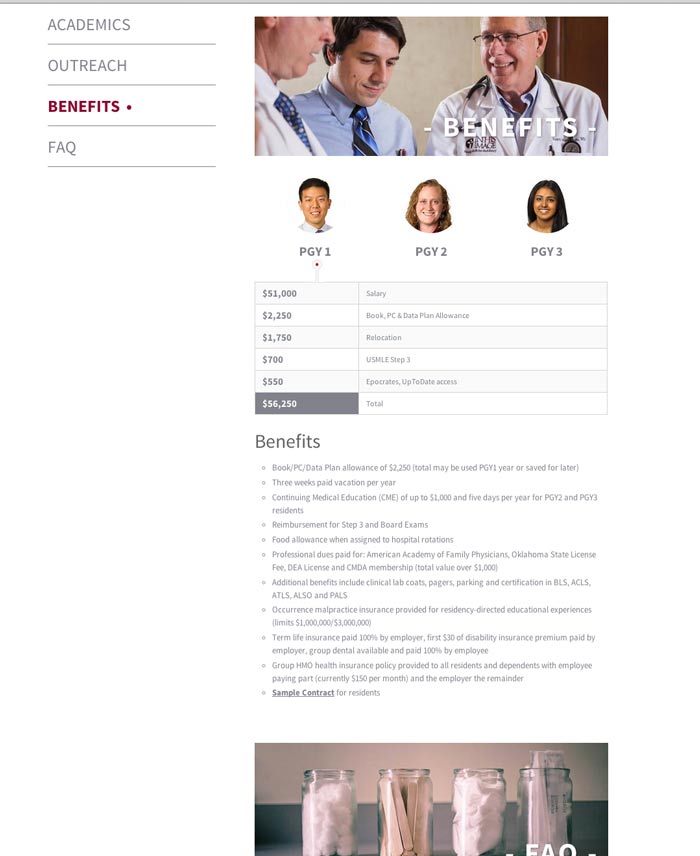 ACADEMICS
OUTREACH
BENEFITS •
FAQ
- BENEFITS -
IN HIS
IMAGE
PGY 1
PGY 2
PGY 3
$51,000 Salary
$2,250 Book, PC & Data Plan Allowance
$1,750 Relocation
$700 USMLE Step 3
$550 Epocrates, UpToDate access
$56,250 Total
Benefits
Book/PC/Data Plan allowance of $2,250 (total may be used PGY1 year or saved for later)
Three weeks paid vacation per year
Continuing Medical Education (CME) of up to $1,000 and five days per year for PGY2 and PGY3
residents
Reimbursement for Step 3 and Board Exams
Food allowance when assigned to hospital rotations
Professional dues paid for: American Academy of Family Physicians, Oklahoma State License
Fee, DEA License and CMDA membership (total value over $1,000)
Additional benefits include clinical lab coats, pagers, parking and certification in BLS, ACLS,
ATLS, ALSO and PALS
Occurrence malpractice insurance provided for residency-directed educational experiences
(limits $1,000,000/$3,000,000)
Term life insurance paid 100% by employer, first $30 of disability insurance premium paid by
employer, group dental available and paid 100% by employee
Group HMO health insurance policy provided to all residents and dependents with employee
paying part (currently $150 per month) and the employer the remainder
Sample Contract for residents
- FAQ -